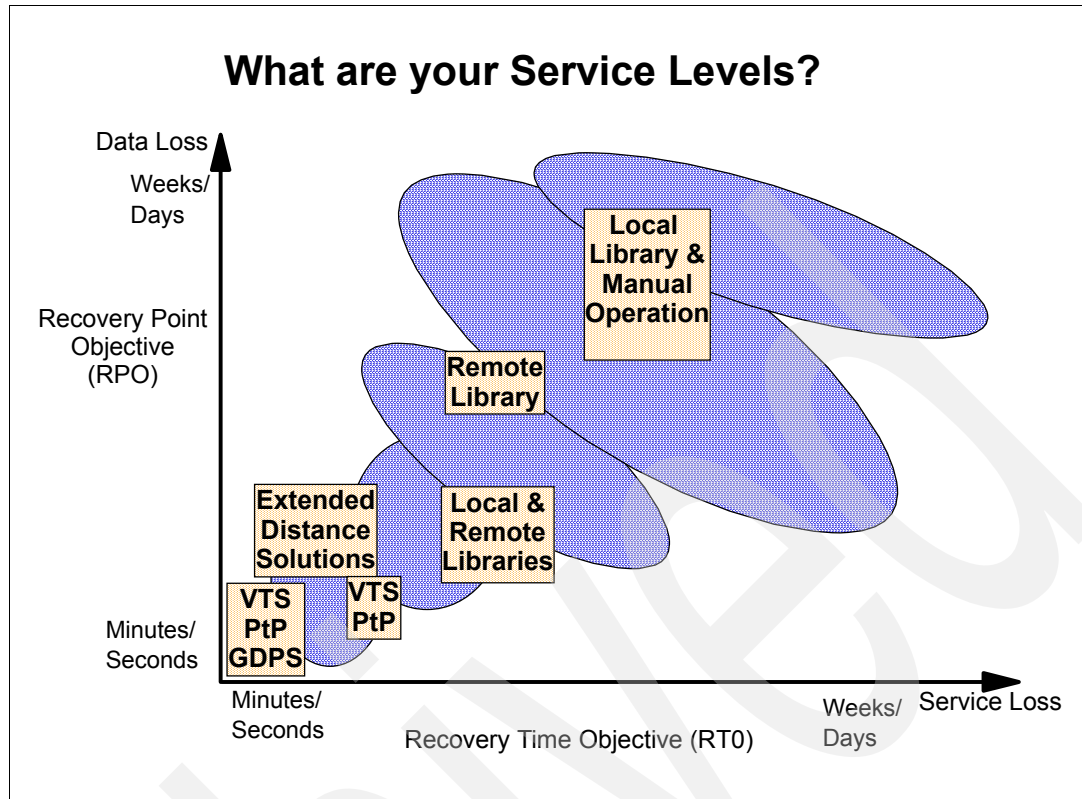 What are your Service Levels?
Data Loss
Weeks/
Days
Recovery Point
Objective
(RPO)
Local
Library &
Manual
Operation
Remote
Library
Extended
Distance
Solutions
Local &
Remote
Libraries
VTS
PtP
GDPS
VTS
PtP
Minutes/
Seconds
Minutes/
Seconds
Recovery Time Objective (RT0)
Weeks/
Days
Service Loss